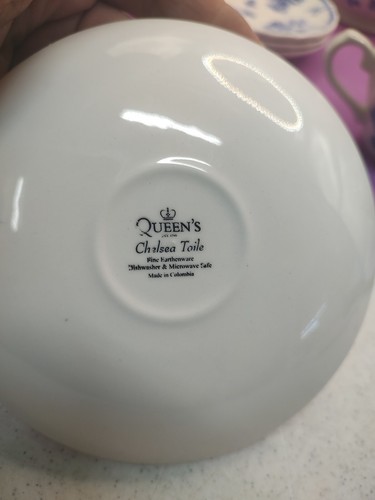 QUEEN'S
Chelsea Toile
Fine Earthenware
Dishwasher & Microwave Safe
Made in Colombia